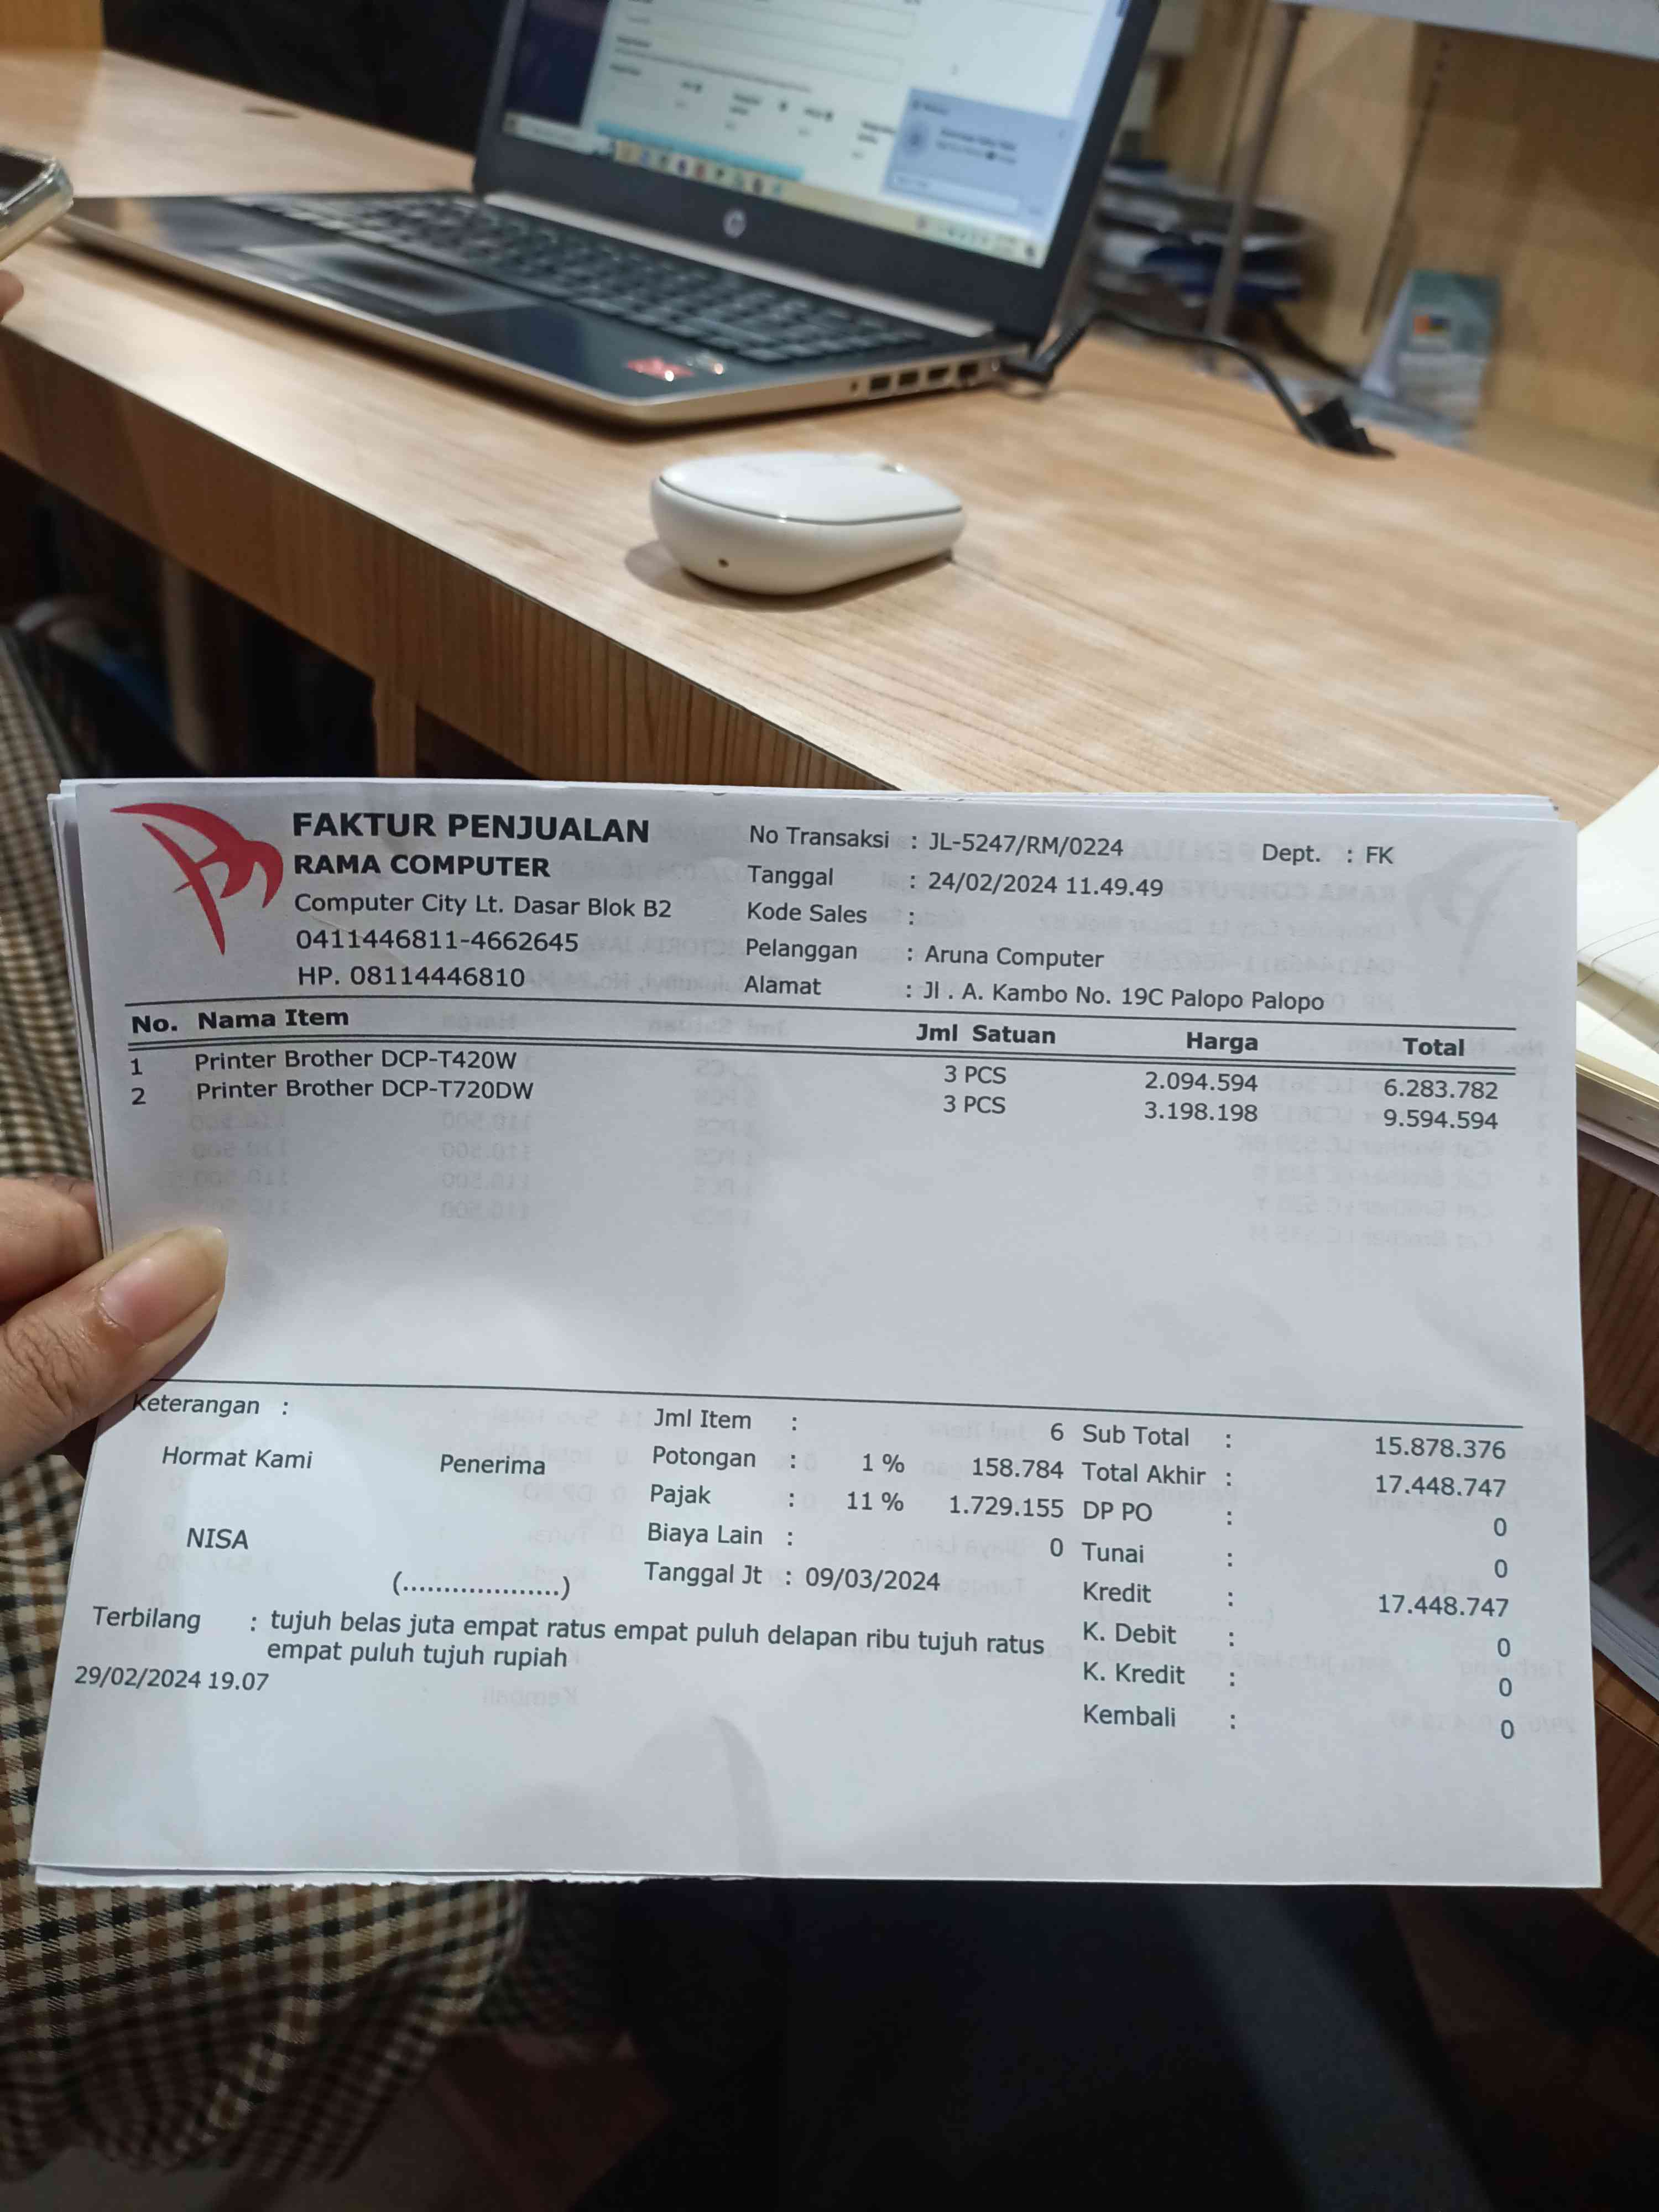 FAKTUR PENJUALAN
RAMA COMPUTER
Computer City Lt. Dasar Blok B2
0411446811-4662645
HP. 08114446810
No Transaksi : JL-5247/RM/0224
Dept. : FK
Tanggal : 24/02/2024 11.49.49
Kode Sales :
Pelanggan : Aruna Computer
Alamat : Jl . A. Kambo No. 19C Palopo Palopo
No. Nama Item Jml Satuan Harga Total
1 Printer Brother DCP-T420W 3 PCS 2.094.594 6.283.782
2 Printer Brother DCP-T720DW 3 PCS 3.198.198 9.594.594
Keterangan :
Hormat Kami
Penerima
NISA
(...................)
Jml Item : 6
Potongan : 1 % 158.784
Pajak : 11 % 1.729.155
Biaya Lain : 0
Tanggal Jt : 09/03/2024
Sub Total : 15.878.376
Total Akhir : 17.448.747
DP PO : 0
Tunai : 0
Kredit : 17.448.747
K. Debit : 0
K. Kredit : 0
Kembali : 0
Terbilang : tujuh belas juta empat ratus empat puluh delapan ribu tujuh ratus
empat puluh tujuh rupiah
29/02/2024 19.07
hp